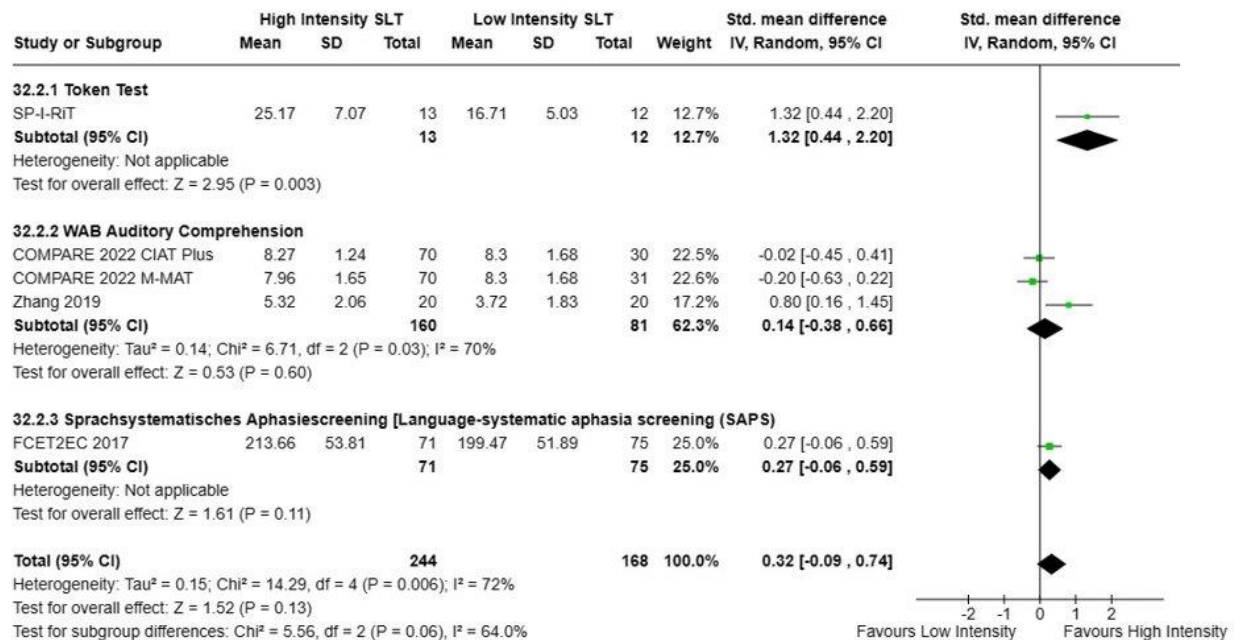 High Intensity SLT Low Intensity SLT Std. mean difference Std. mean difference
Study or Subgroup Mean SD Total Mean SD Total Weight IV, Random, 95% CI IV, Random, 95% CI
32.2.1 Token Test
SP-I-RiT 25.17 7.07 13 16.71 5.03 12 12.7% 1.32 [0.44 , 2.20]
Subtotal (95% CI) 13 12 12.7% 1.32 [0.44 , 2.20]
Heterogeneity: Not applicable
Test for overall effect: Z = 2.95 (P = 0.003)
32.2.2 WAB Auditory Comprehension
COMPARE 2022 CIAT Plus 8.27 1.24 70 8.3 1.68 30 22.5% -0.02 [-0.45 , 0.41]
COMPARE 2022 M-MAT 7.96 1.65 70 8.3 1.68 31 22.6% -0.20 [-0.63 , 0.22]
Zhang 2019 5.32 2.06 20 3.72 1.83 20 17.2% 0.80 [0.16 , 1.45]
Subtotal (95% CI) 160 81 62.3% 0.14 [-0.38 , 0.66]
Heterogeneity: Tau² = 0.14; Chi² = 6.71, df = 2 (P = 0.03); I² = 70%
Test for overall effect: Z = 0.53 (P = 0.60)
32.2.3 Sprachsystematisches Aphasiescreening [Language-systematic aphasia screening (SAPS)
FCET2EC 2017 213.66 53.81 71 199.47 51.89 75 25.0% 0.27 [-0.06 , 0.59]
Subtotal (95% CI) 71 75 25.0% 0.27 [-0.06 , 0.59]
Heterogeneity: Not applicable
Test for overall effect: Z = 1.61 (P = 0.11)
Total (95% CI) 244 168 100.0% 0.32 [-0.09 , 0.74]
Heterogeneity: Tau² = 0.15; Chi² = 14.29, df = 4 (P = 0.006); I² = 72%
Test for overall effect: Z = 1.52 (P = 0.13)
-2 -1 0 1 2
Test for subgroup differences: Chi² = 5.56, df = 2 (P = 0.06), I² = 64.0%
Favours Low Intensity Favours High Intensity